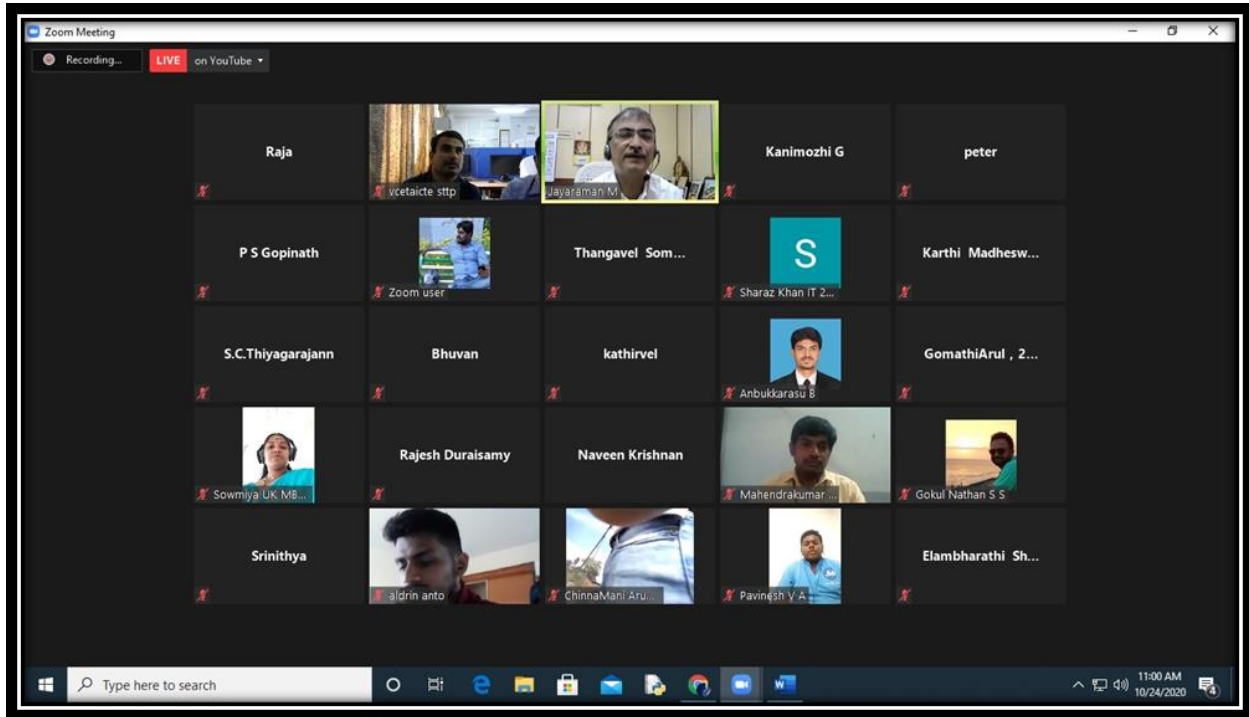 Zoom Meeting
Recording...
LIVE on YouTube
Raja
vcetaicte sttp
Jayaraman M
Kanimozhi G
peter
P S Gopinath
Zoom user
Thangavel Som...
S
Sharaz Khan IT 2...
Karthi Madhesw...
S.C.Thiyagarajann
Bhuvan
kathirvel
Anbukkarasu B
GomathiArul , 2...
Sowmiya UK MB...
Rajesh Duraisamy
Naveen Krishnan
Mahendrakumar ...
Gokul Nathan S S
Srinithya
aldrin anto
ChinnaMani Aru...
Pavinesh V A
Elambharathi Sh...
Type here to search
11:00 AM
10/24/2020
4